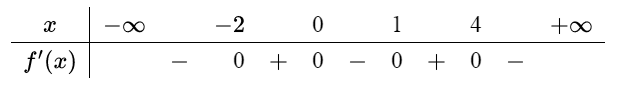 x −∞ −2 0 1 4 +∞
f′(x) − 0 + 0 − 0 + 0 −